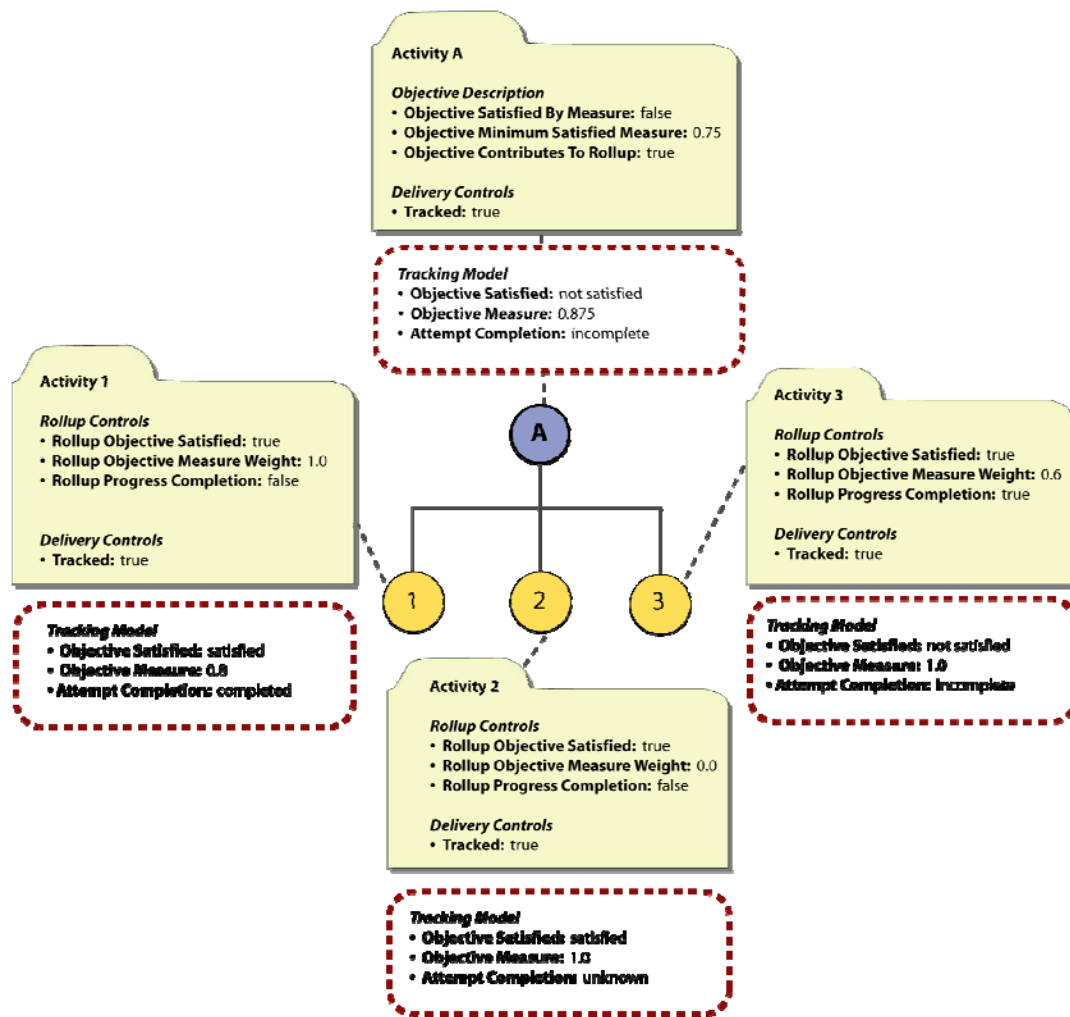 Activity A
Objective Description
• Objective Satisfied By Measure: false
• Objective Minimum Satisfied Measure: 0.75
• Objective Contributes To Rollup: true
Delivery Controls
• Tracked: true
Tracking Model
• Objective Satisfied: not satisfied
• Objective Measure: 0.875
• Attempt Completion: incomplete
Activity 1
Rollup Controls
• Rollup Objective Satisfied: true
• Rollup Objective Measure Weight: 1.0
• Rollup Progress Completion: false
Delivery Controls
• Tracked: true
Tracking Model
• Objective Satisfied: satisfied
• Objective Measure: 0.8
• Attempt Completion: completed
A
1
2
3
Activity 3
Rollup Controls
• Rollup Objective Satisfied: true
• Rollup Objective Measure Weight: 0.6
• Rollup Progress Completion: true
Delivery Controls
• Tracked: true
Tracking Model
• Objective Satisfied: not satisfied
• Objective Measure: 1.0
• Attempt Completion: Incomplete
Activity 2
Rollup Controls
• Rollup Objective Satisfied: true
• Rollup Objective Measure Weight: 0.0
• Rollup Progress Completion: false
Delivery Controls
• Tracked: true
Tracking Model
• Objective Satisfied: satisfied
• Objective Measure: 1.0
• Attempt Completion: unknown